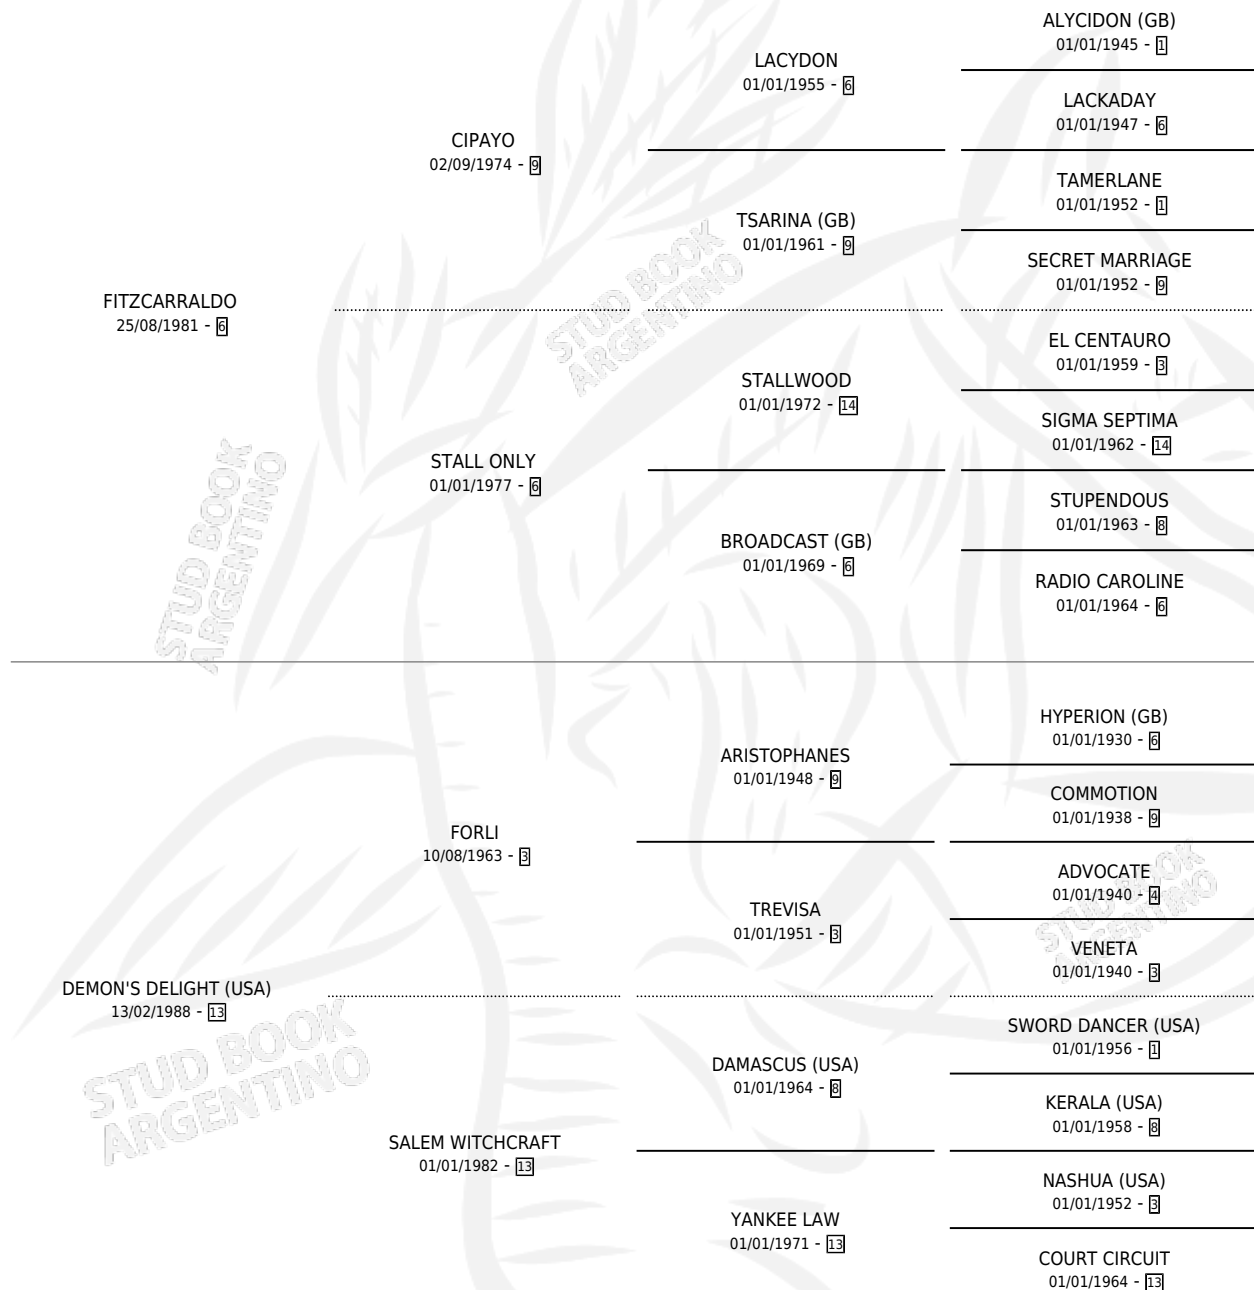 ALYCIDON (GB)
01/01/1945 - 1
LACYDON
01/01/1955 - 6
LACKADAY
01/01/1947 - 6
CIPAYO
02/09/1974 - 9
TAMERLANE
01/01/1952 - 1
TSARINA (GB)
01/01/1961 - 9
SECRET MARRIAGE
01/01/1952 - 9
FITZCARRALDO
25/08/1981 - 6
EL CENTAURO
01/01/1959 - 3
STALLWOOD
01/01/1972 - 14
SIGMA SEPTIMA
01/01/1962 - 14
STALL ONLY
01/01/1977 - 6
STUPENDOUS
01/01/1963 - 8
BROADCAST (GB)
01/01/1969 - 6
RADIO CAROLINE
01/01/1964 - 6
HYPERION (GB)
01/01/1930 - 6
ARISTOPHANES
01/01/1948 - 9
COMMOTION
01/01/1938 - 9
FORLI
10/08/1963 - 3
ADVOCATE
01/01/1940 - 4
TREVISA
01/01/1951 - 3
VENETA
01/01/1940 - 3
DEMON'S DELIGHT (USA)
13/02/1988 - 13
SWORD DANCER (USA)
01/01/1956 - 1
DAMASCUS (USA)
01/01/1964 - 8
KERALA (USA)
01/01/1958 - 8
SALEM WITCHCRAFT
01/01/1982 - 13
NASHUA (USA)
01/01/1952 - 3
YANKEE LAW
01/01/1971 - 13
COURT CIRCUIT
01/01/1964 - 13
STUD BOOK
ARGENTINO
STUD BOOK
ARGENTINO
STUD BOOK
ARGENTINO
STUD BOOK
ARGENTINO